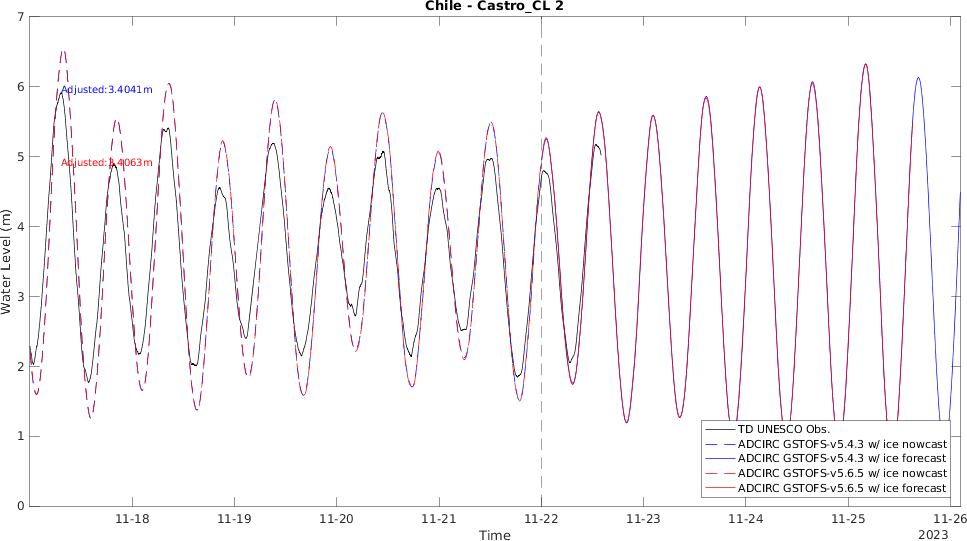 Chile - Castro_CL 2
7
6
5
4
3
2
1
0
Water Level (m)
Adjusted:3.4041m
Adjusted:3.4063m
TD UNESCO Obs.
ADCIRC GSTOFS-v5.4.3 w/ ice nowcast
ADCIRC GSTOFS-v5.4.3 w/ ice forecast
ADCIRC GSTOFS-v5.6.5 w/ ice nowcast
ADCIRC GSTOFS-v5.6.5 w/ ice forecast
11-18 11-19 11-20 11-21 11-22 11-23 11-24 11-25 11-26
Time
2023